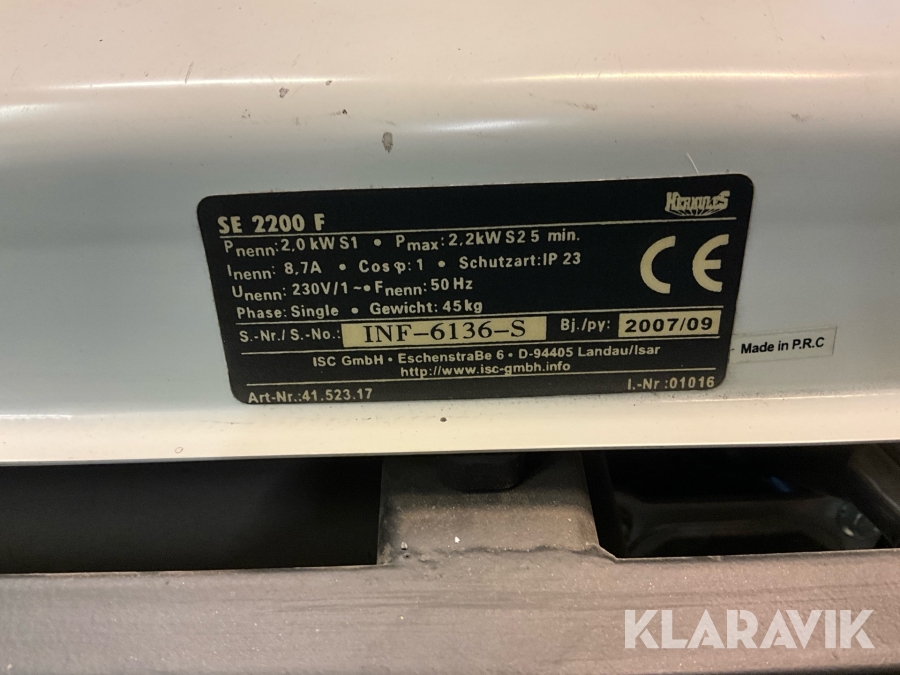 HERKULES
SE 2200 F
Pnenn: 2,0 kW S1 • Pmax: 2,2kW S2 5 min.
Inenn: 8,7A • Cos φ: 1 • Schutzart: IP 23
Unenn: 230V/1~ • Fnenn: 50 Hz
Phase: Single • Gewicht: 45kg
CE
S.-Nr./ S.-No.: INF-6136-S Bj./py: 2007/09
Made in P.R.C
ISC GmbH • Eschenstraße 6 • D-94405 Landau/Isar
http://www.isc-gmbh.info
Art-Nr.:41.523.17 I.-Nr :01016
KLARAVIK